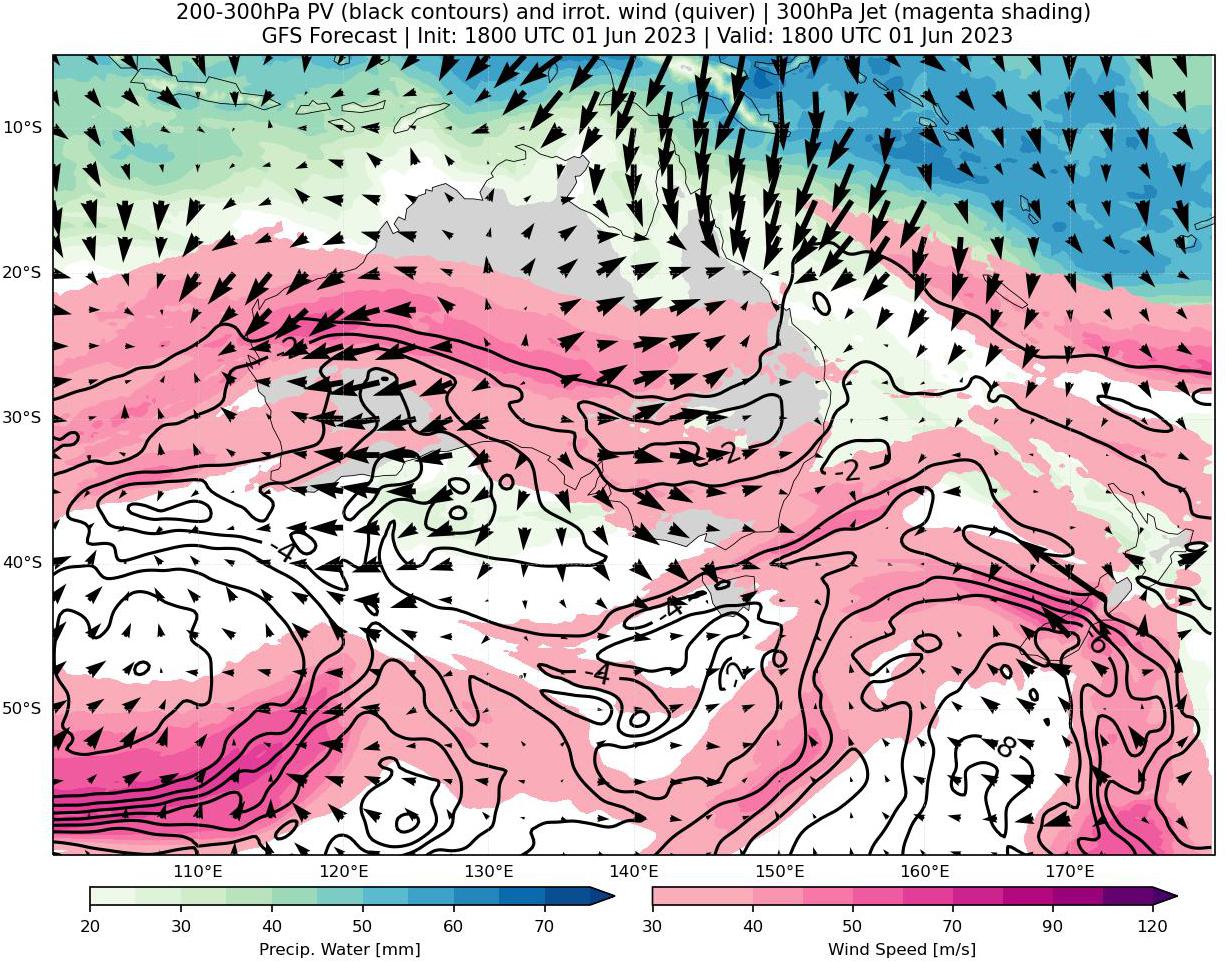 200-300hPa PV (black contours) and irrot. wind (quiver) | 300hPa Jet (magenta shading)
GFS Forecast | Init: 1800 UTC 01 Jun 2023 | Valid: 1800 UTC 01 Jun 2023
10°S
20°S
-2
30°S
-2
-2
-4
40°S
-4
-6
-4
-2
50°S
-8
110°E 120°E 130°E 140°E 150°E 160°E 170°E
20 30 40 50 60 70
Precip. Water [mm]
30 40 50 70 90 120
Wind Speed [m/s]